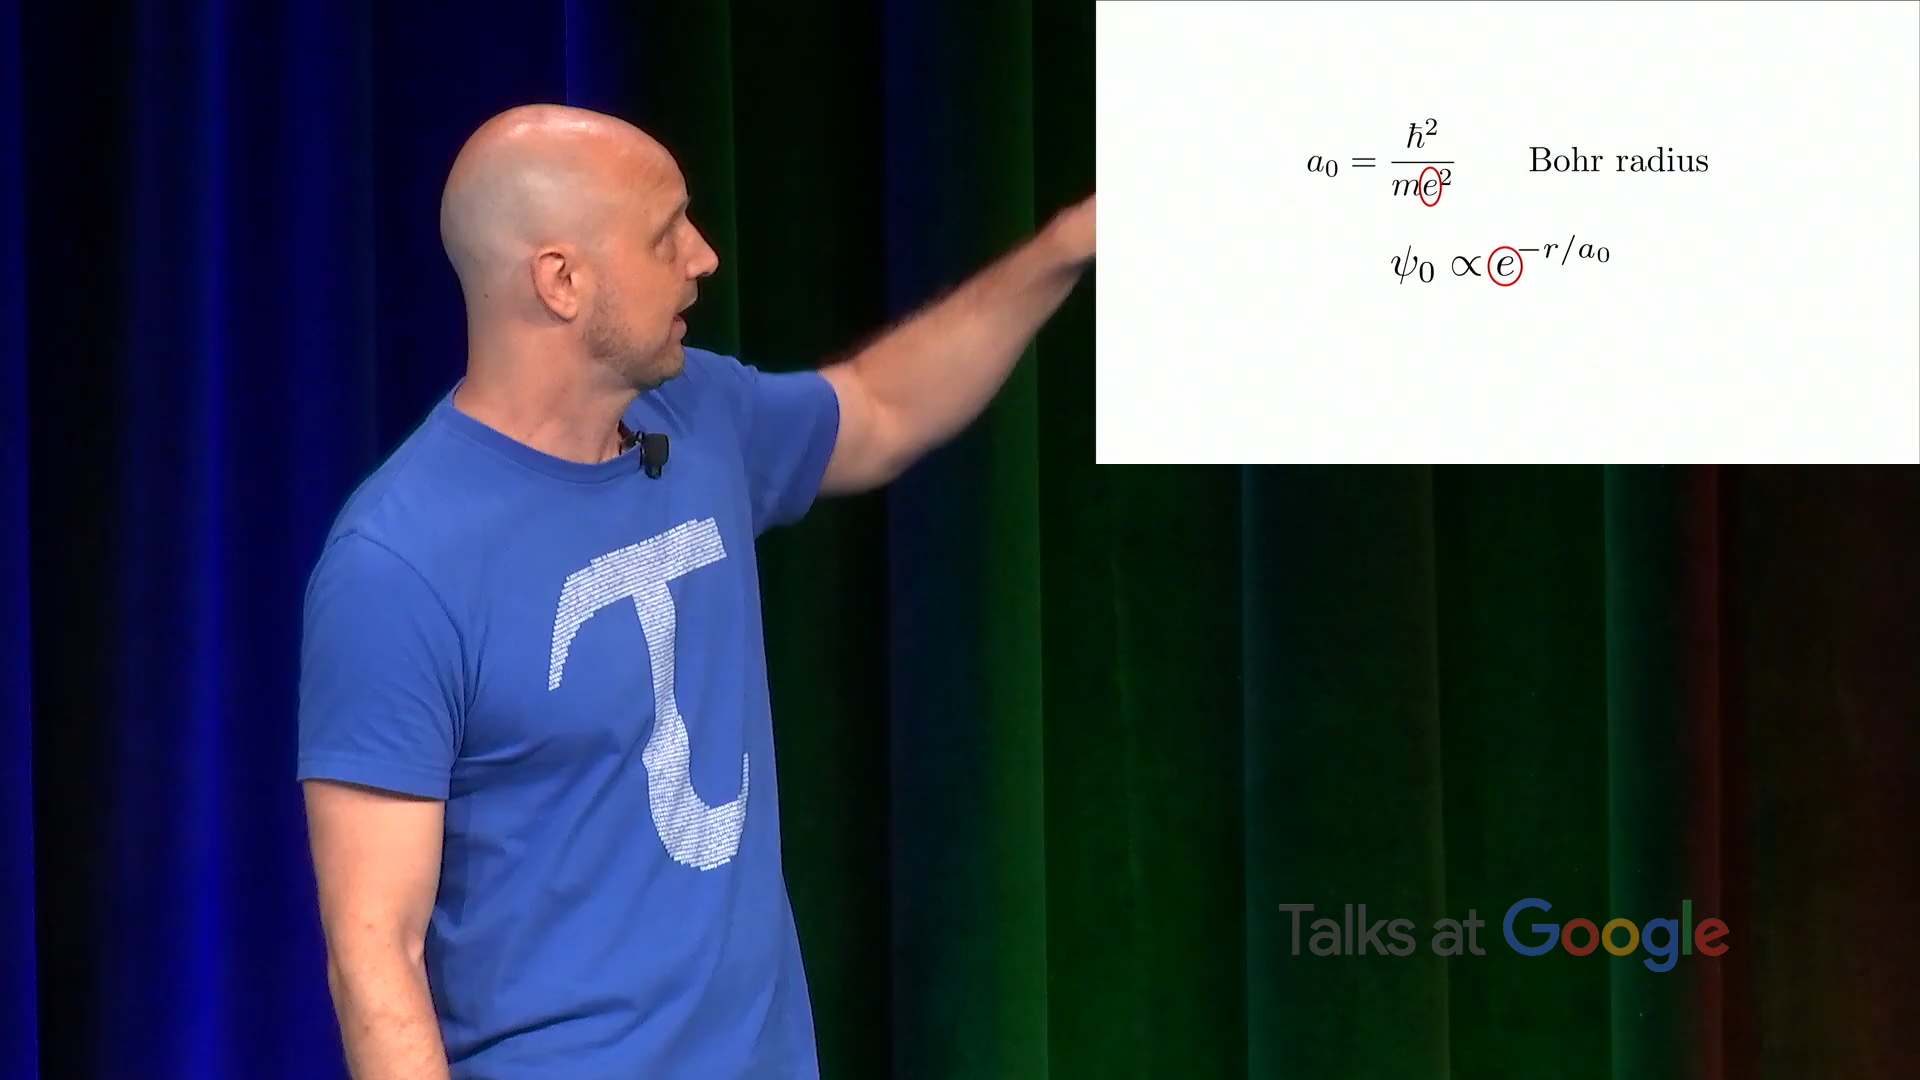 a₀ = ħ² / me²    Bohr radius
ψ₀ ∝ e^(−r/a₀)
Talks at Google